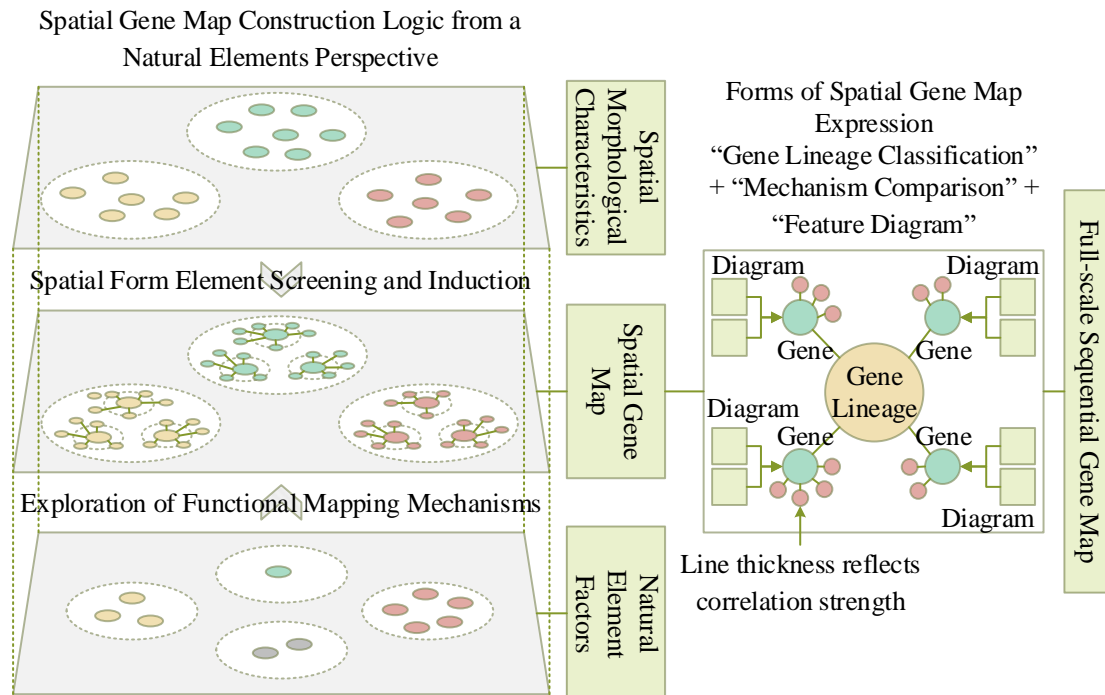 Spatial Gene Map Construction Logic from a
Natural Elements Perspective
Spatial
Morphological
Characteristics
Spatial Form Element Screening and Induction
Spatial Gene
Map
Exploration of Functional Mapping Mechanisms
Natural
Element
Factors
Forms of Spatial Gene Map
Expression
“Gene Lineage Classification”
+ “Mechanism Comparison” +
“Feature Diagram”
Diagram
Diagram
Gene
Gene
Gene
Lineage
Diagram
Gene
Gene
Diagram
Line thickness reflects
correlation strength
Full-scale Sequential Gene Map